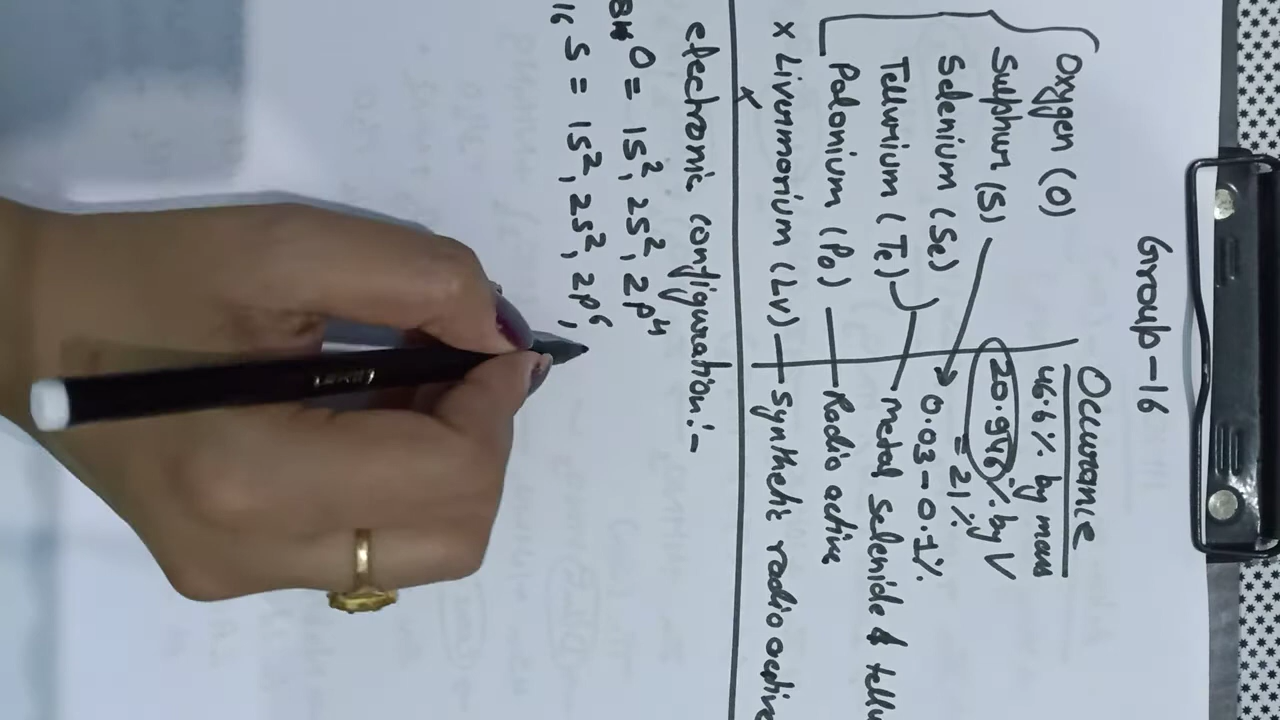 Group-16
Occurance
Oxygen (O) 46.6% by mass
20.946% by V
= 21%
Sulphur (S) 0.03-0.1%
Selenium (Se)
Tellurium (Te) - metal selenide & tellu
Polonium (Po) - Radio active
x Livermorium (Lv) - Synthetic radio active
x
electronic configuration:-
O = 1S², 2S², 2P⁴
16 S = 1S², 2S², 2P⁶,